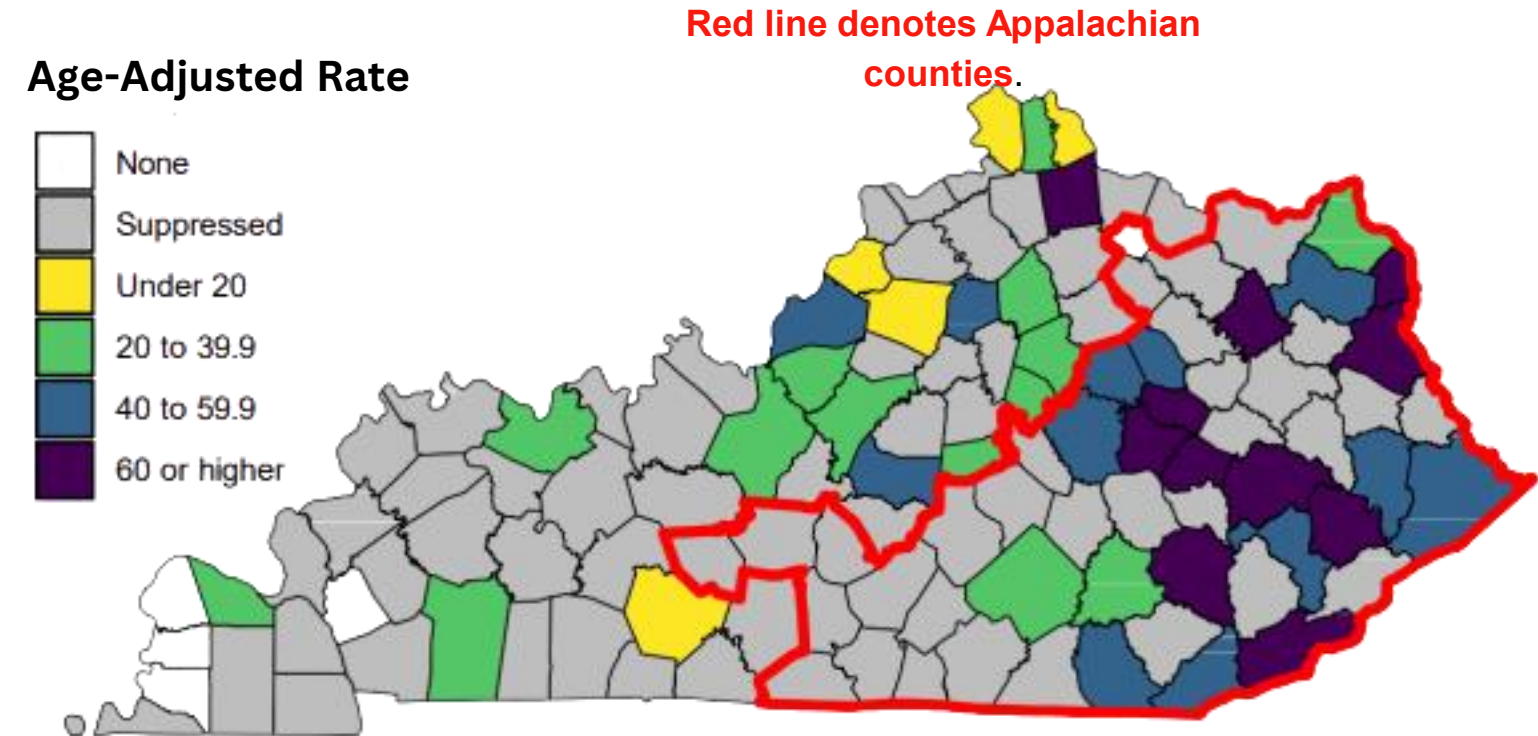 Red line denotes Appalachian
counties.
Age-Adjusted Rate
None
Suppressed
Under 20
20 to 39.9
40 to 59.9
60 or higher